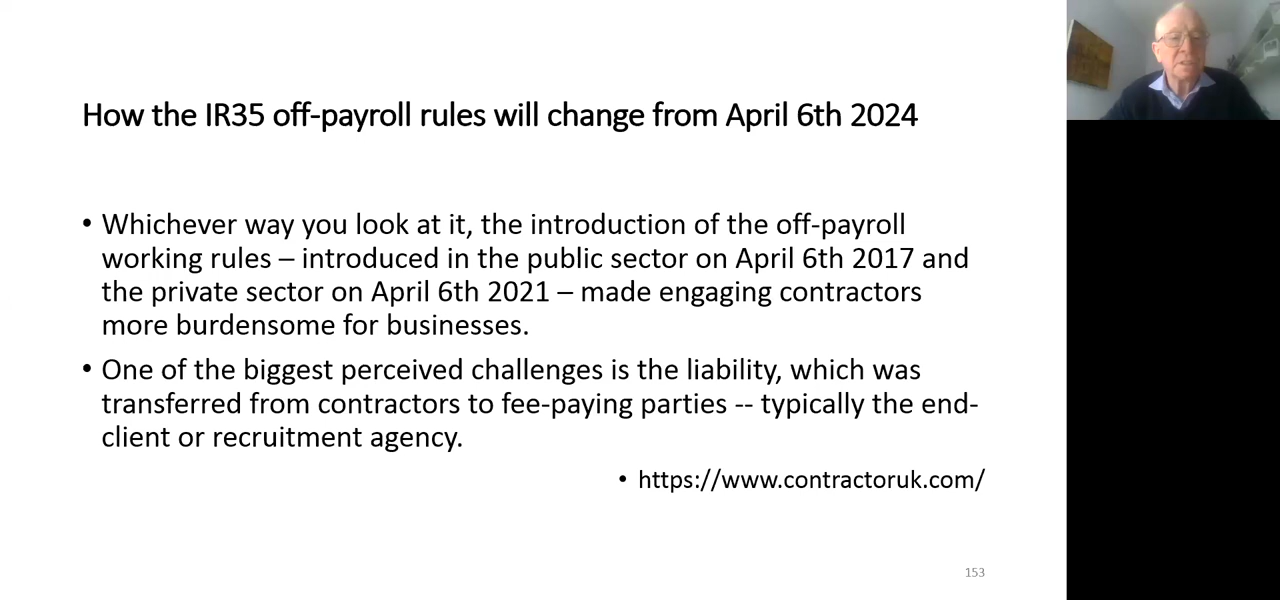 How the IR35 off-payroll rules will change from April 6th 2024
• Whichever way you look at it, the introduction of the off-payroll
working rules – introduced in the public sector on April 6th 2017 and
the private sector on April 6th 2021 – made engaging contractors
more burdensome for businesses.
• One of the biggest perceived challenges is the liability, which was
transferred from contractors to fee-paying parties -- typically the end-
client or recruitment agency.
• https://www.contractoruk.com/
153